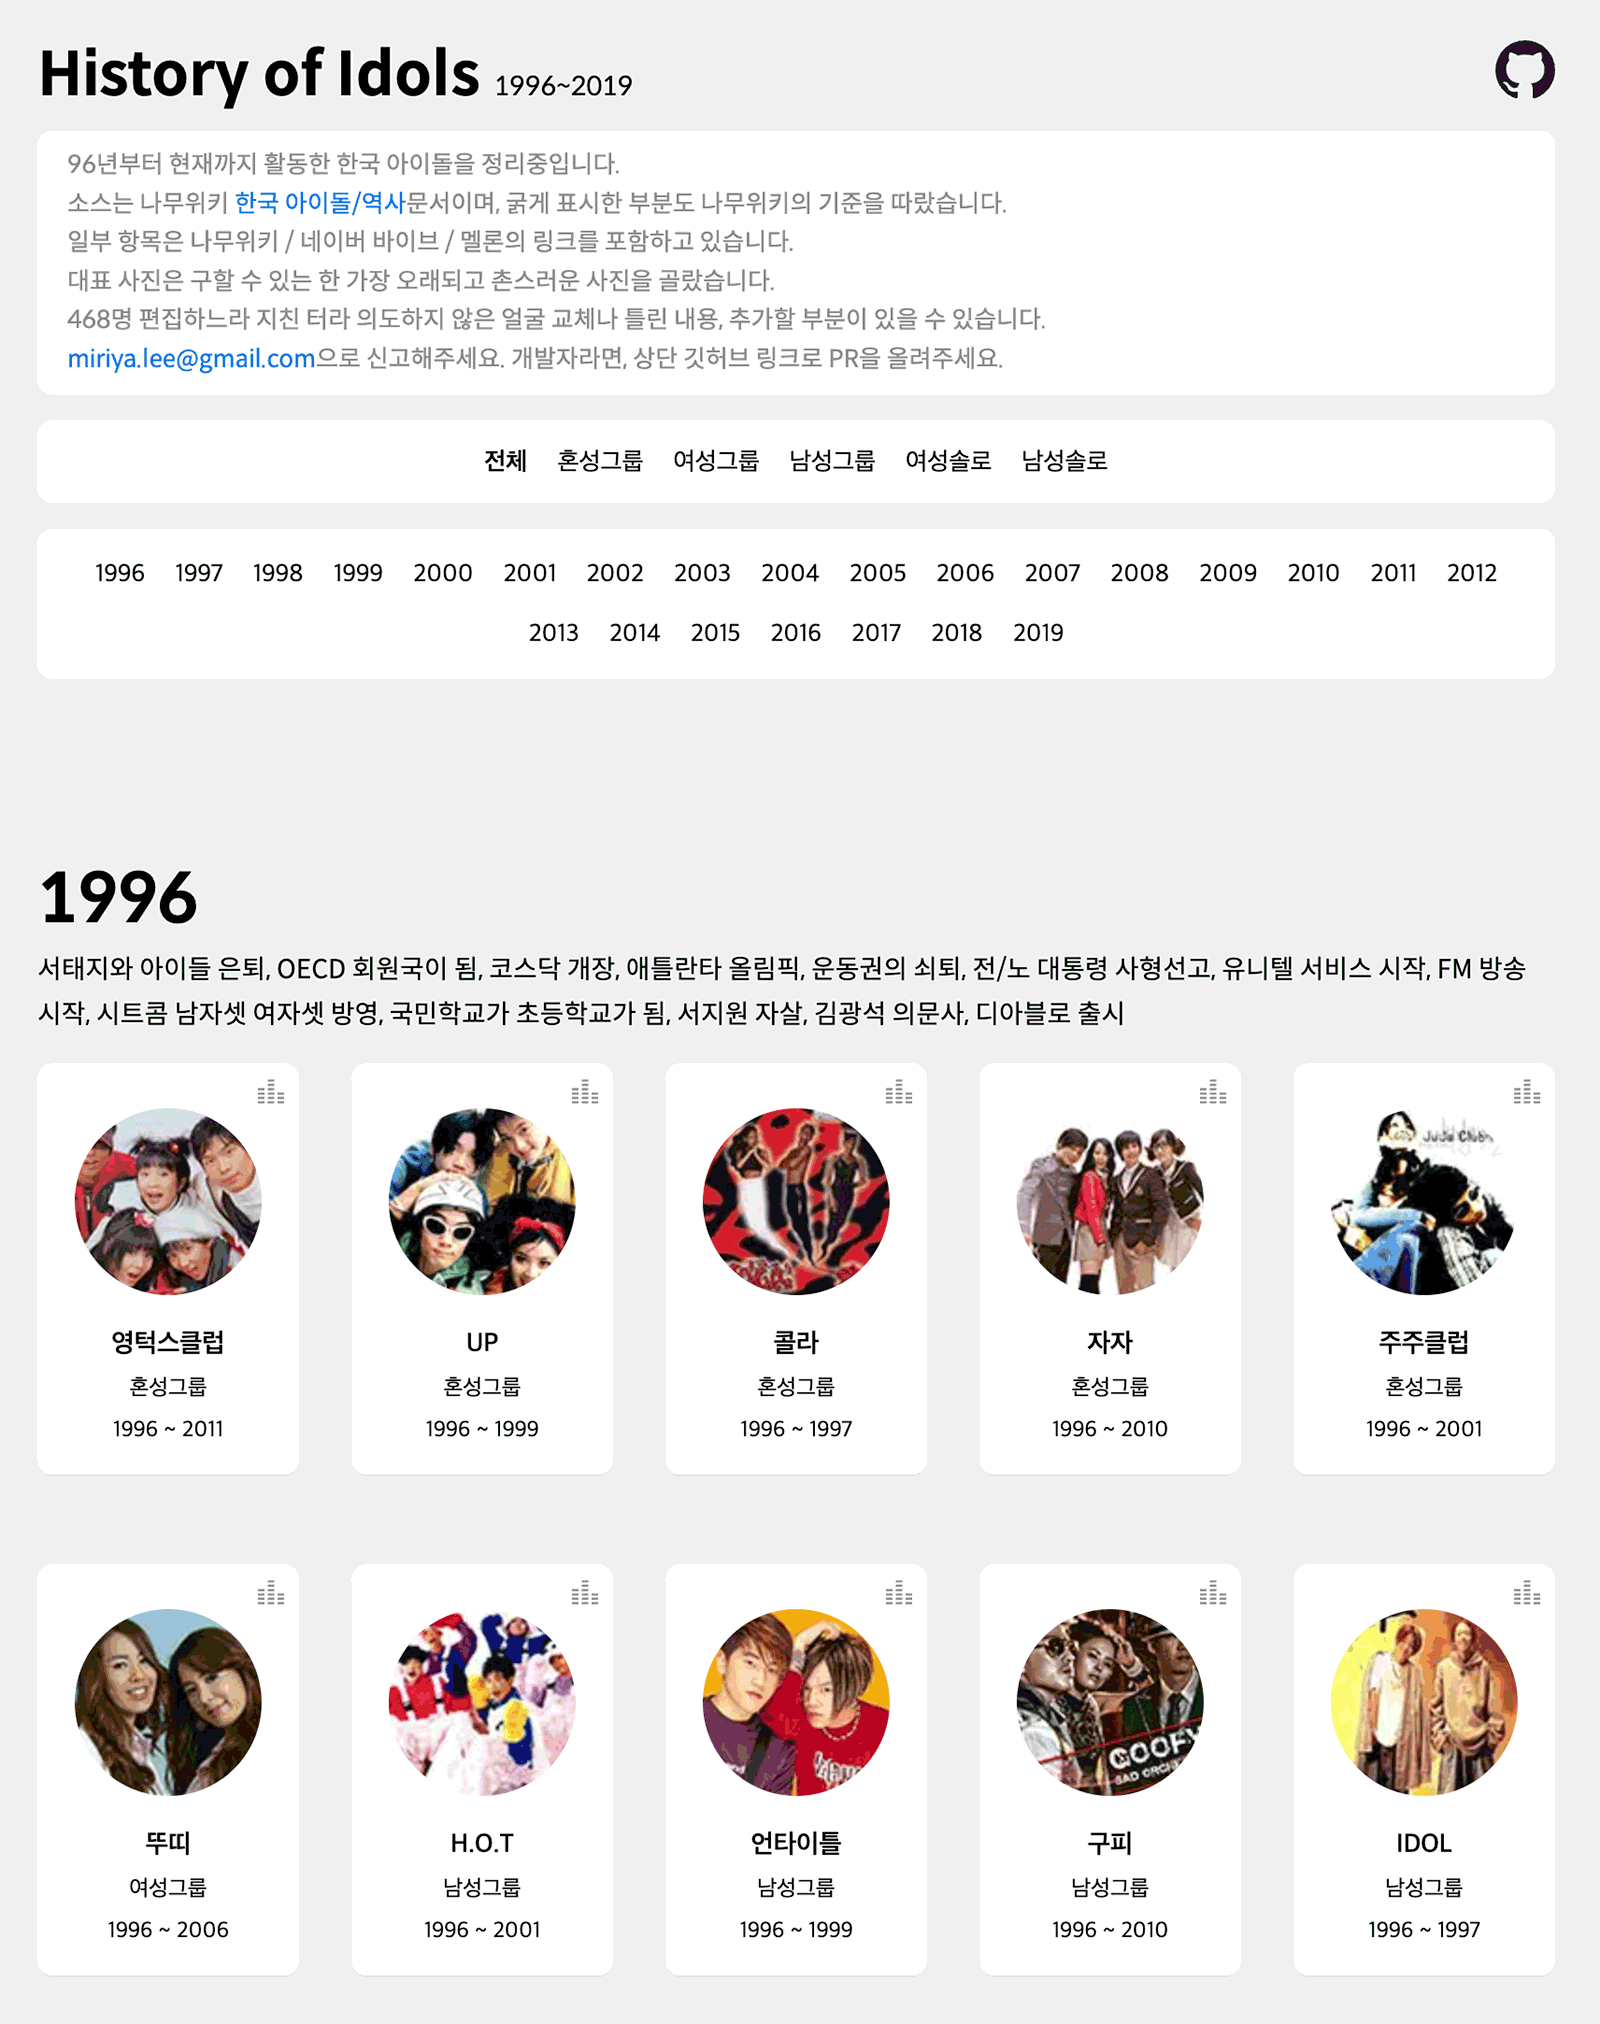 History of Idols 1996~2019
96년부터 현재까지 활동한 한국 아이돌을 정리중입니다.
소스는 나무위키 한국 아이돌/역사문서이며, 굵게 표시한 부분도 나무위키의 기준을 따랐습니다.
일부 항목은 나무위키 / 네이버 바이브 / 멜론의 링크를 포함하고 있습니다.
대표 사진은 구할 수 있는 한 가장 오래되고 촌스러운 사진을 골랐습니다.
468명 편집하느라 지친 터라 의도하지 않은 얼굴 교체나 틀린 내용, 추가할 부분이 있을 수 있습니다.
miriya.lee@gmail.com으로 신고해주세요. 개발자라면, 상단 깃허브 링크로 PR을 올려주세요.
전체 혼성그룹 여성그룹 남성그룹 여성솔로 남성솔로
1996 1997 1998 1999 2000 2001 2002 2003 2004 2005 2006 2007 2008 2009 2010 2011 2012
2013 2014 2015 2016 2017 2018 2019
1996
서태지와 아이들 은퇴, OECD 회원국이 됨, 코스닥 개장, 애틀란타 올림픽, 운동권의 쇠퇴, 전/노 대통령 사형선고, 유니텔 서비스 시작, FM 방송
시작, 시트콤 남자셋 여자셋 방영, 국민학교가 초등학교가 됨, 서지원 자살, 김광석 의문사, 디아블로 출시
영턱스클럽 UP 콜라 자자 주주클럽
혼성그룹 혼성그룹 혼성그룹 혼성그룹 혼성그룹
1996 ~ 2011 1996 ~ 1999 1996 ~ 1997 1996 ~ 2010 1996 ~ 2001
GOOFY
뚜띠 H.O.T 언타이틀 구피 IDOL
여성그룹 남성그룹 남성그룹 남성그룹 남성그룹
1996 ~ 2006 1996 ~ 2001 1996 ~ 1999 1996 ~ 2010 1996 ~ 1997